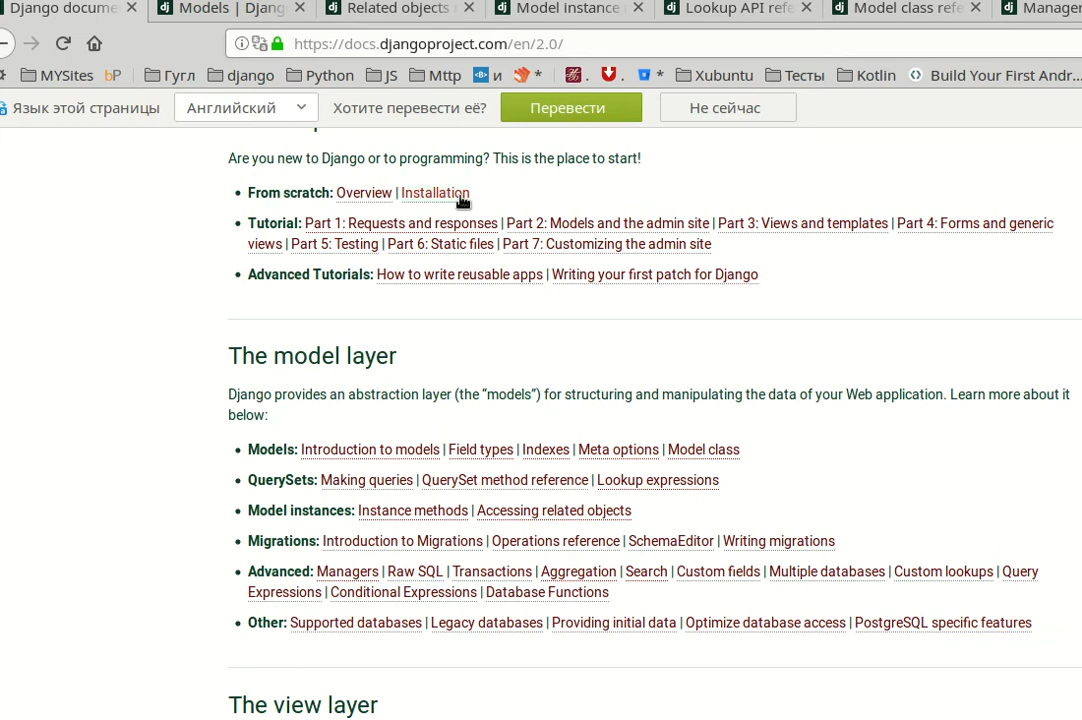 Django docume
Models | Djang
Related objects
Model instance
Lookup API refe
Model class refe
Manager
https://docs.djangoproject.com/en/2.0/
MYSites
bP
Гугл
django
Python
JS
Mttp
и
*
.
.
*
Xubuntu
Тесты
Kotlin
Build Your First Andr...
Язык этой страницы
Английский
Хотите перевести её?
Перевести
Не сейчас
Are you new to Django or to programming? This is the place to start!
• From scratch: Overview | Installation
• Tutorial: Part 1: Requests and responses | Part 2: Models and the admin site | Part 3: Views and templates | Part 4: Forms and generic
views | Part 5: Testing | Part 6: Static files | Part 7: Customizing the admin site
• Advanced Tutorials: How to write reusable apps | Writing your first patch for Django
The model layer
Django provides an abstraction layer (the “models”) for structuring and manipulating the data of your Web application. Learn more about it
below:
• Models: Introduction to models | Field types | Indexes | Meta options | Model class
• QuerySets: Making queries | QuerySet method reference | Lookup expressions
• Model instances: Instance methods | Accessing related objects
• Migrations: Introduction to Migrations | Operations reference | SchemaEditor | Writing migrations
• Advanced: Managers | Raw SQL | Transactions | Aggregation | Search | Custom fields | Multiple databases | Custom lookups | Query
Expressions | Conditional Expressions | Database Functions
• Other: Supported databases | Legacy databases | Providing initial data | Optimize database access | PostgreSQL specific features
The view layer